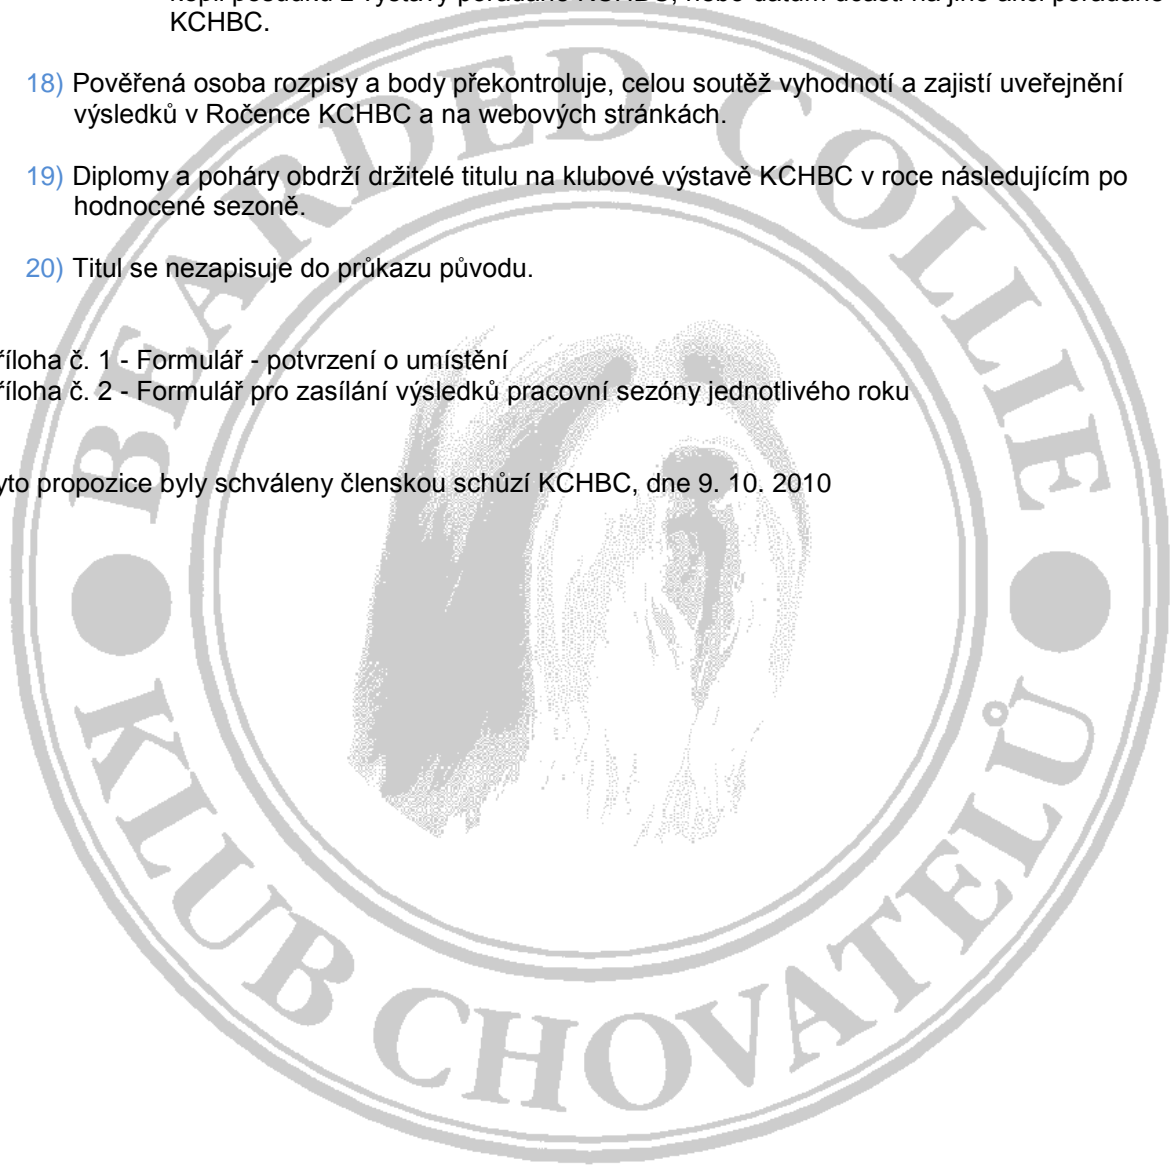 KCHBC.
18) Pověřená osoba rozpisy a body překontroluje, celou soutěž vyhodnotí a zajistí uveřejnění
výsledků v Ročence KCHBC a na webových stránkách.
19) Diplomy a poháry obdrží držitelé titulu na klubové výstavě KCHBC v roce následujícím po
hodnocené sezoně.
20) Titul se nezapisuje do průkazu původu.
říloha č. 1 - Formulář - potvrzení o umístění
říloha č. 2 - Formulář pro zasílání výsledků pracovní sezóny jednotlivého roku
yto propozice byly schváleny členskou schůzí KCHBC, dne 9. 10. 2010
BEARDED COLLIE
KLUB CHOVATELŮ